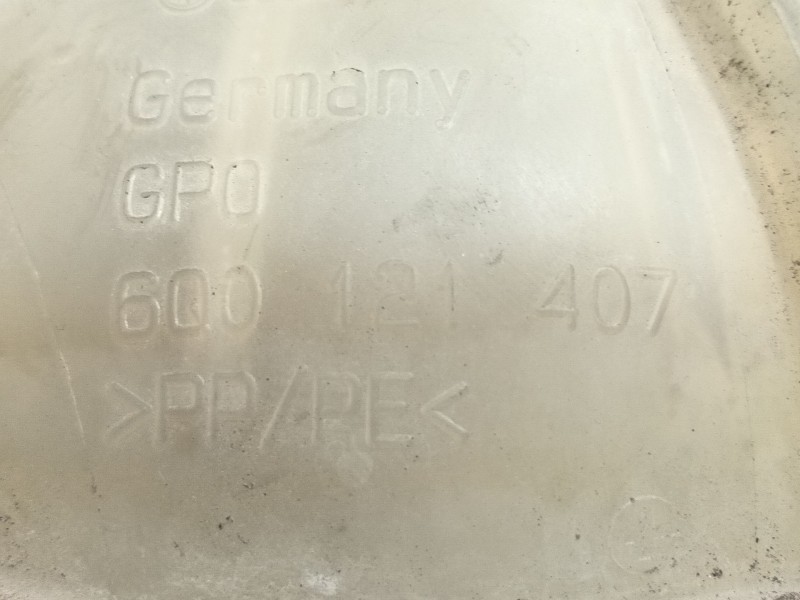 Germany
GPO
6Q0 121 407
>PP/PE<